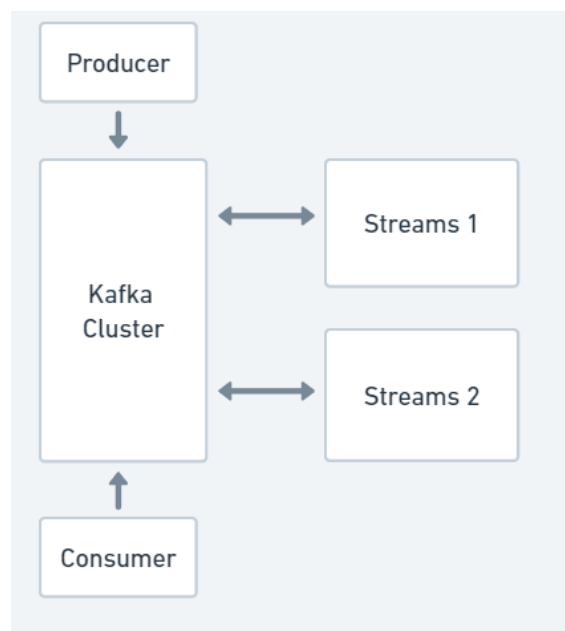 Producer
Streams 1
Kafka
Cluster
Streams 2
Consumer